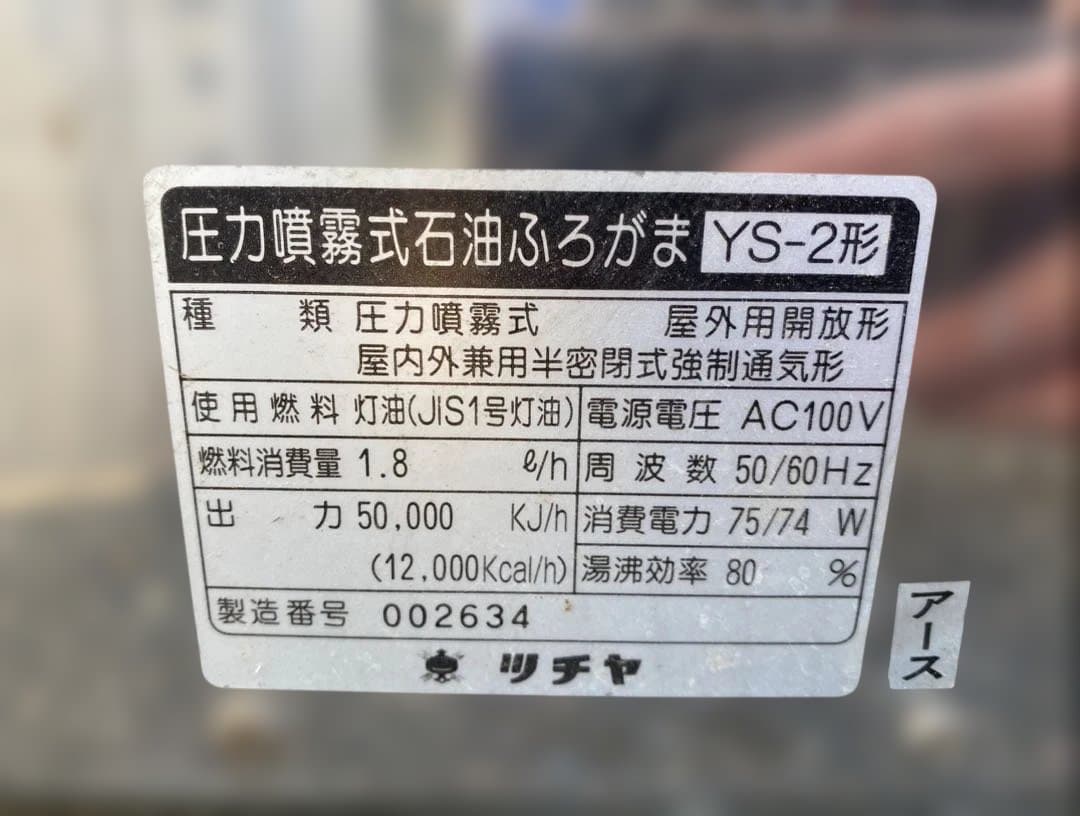 圧力噴霧式石油ふろがま YS-2形
種 類 圧力噴霧式 屋外用開放形
屋内外兼用半密閉式強制通気形
使用燃料 灯油(JIS1号灯油) 電源電圧 AC100V
燃料消費量 1.8 ℓ/h 周波数 50/60Hz
出 力 50,000 KJ/h 消費電力 75/74 W
(12,000Kcal/h) 湯沸効率 80 %
製造番号 002634
ツチヤ
アース